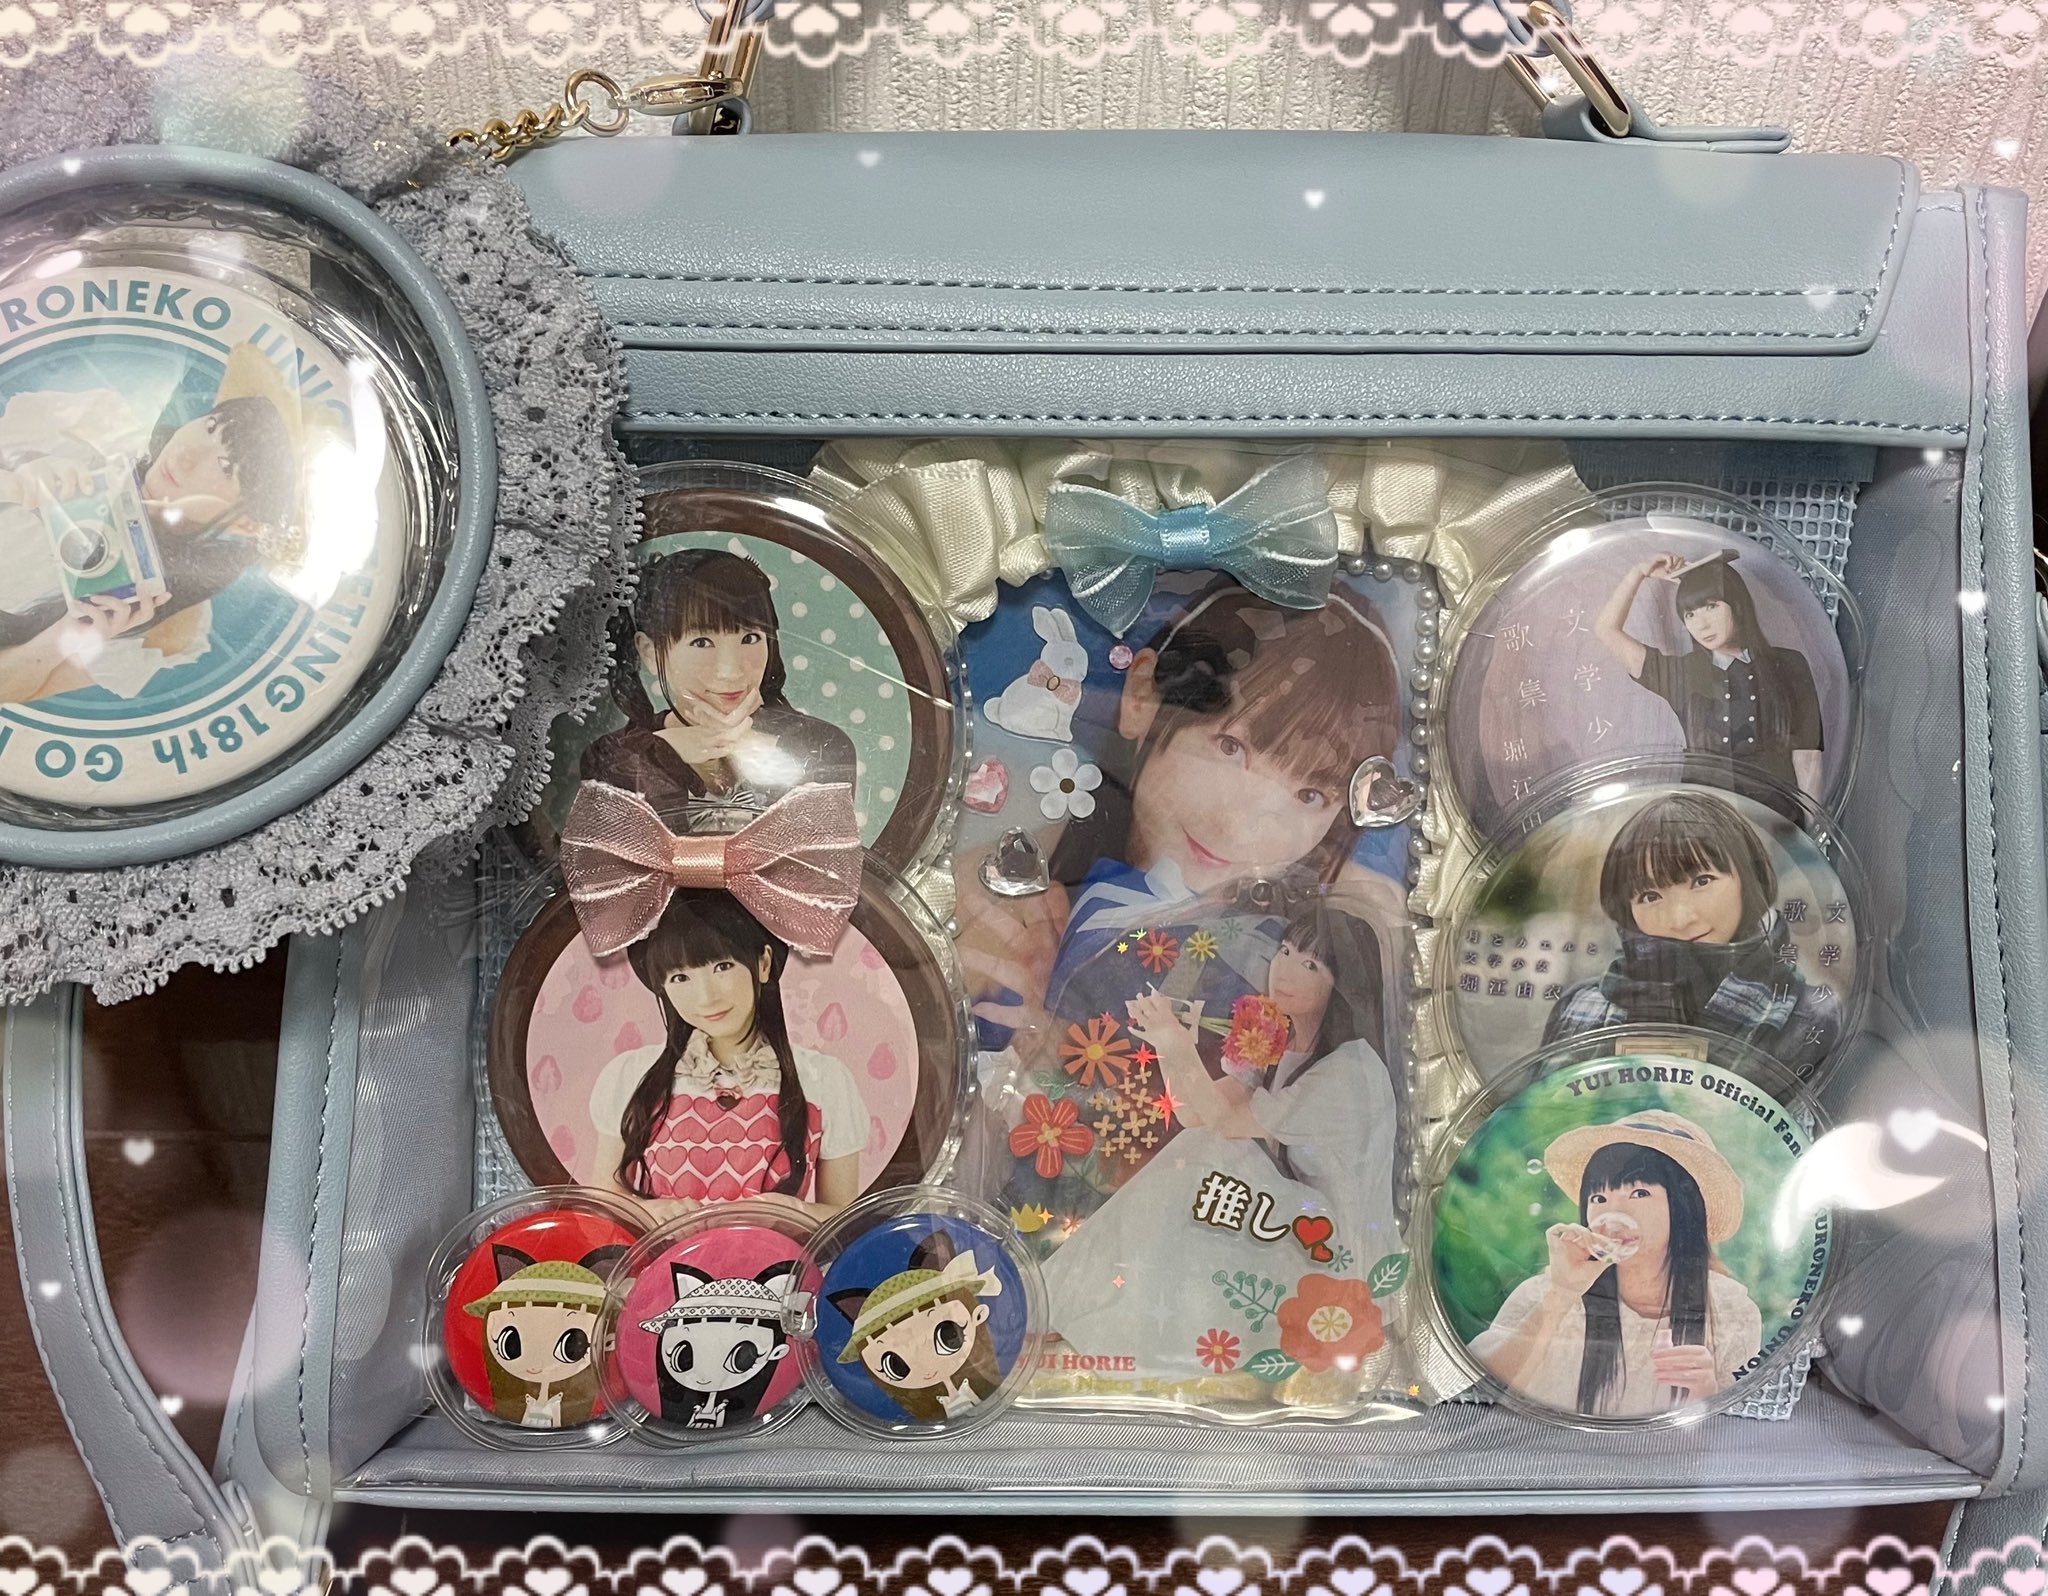 RONEKO UNIO
ETING 18th GO
文学少
歌集
堀江由
文学少女の
歌集
月とカエルと
文学少女
堀江由衣
YUI HORIE Official Fan
KURONEKO UNION
推し
YUI HORIE